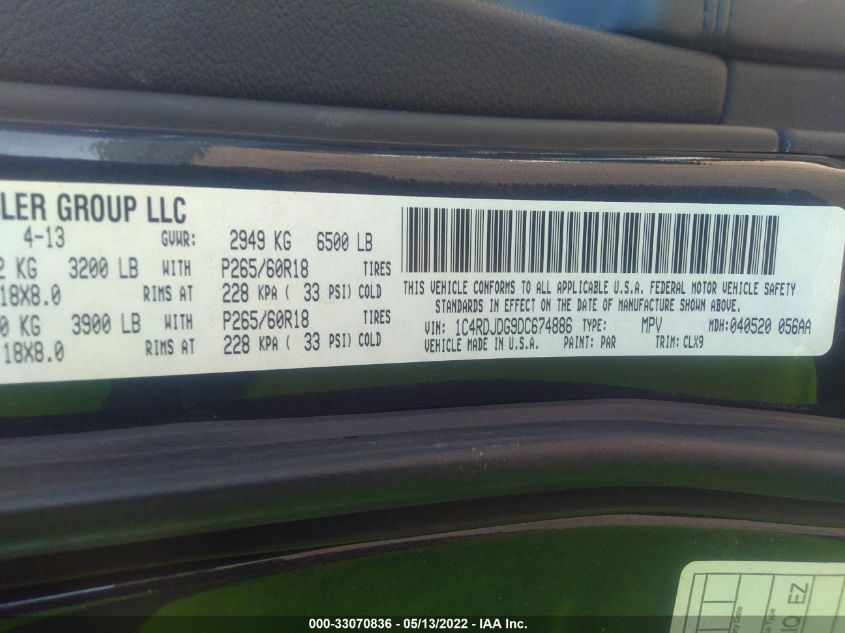 LER GROUP LLC
4-13 GVWR: 2949 KG 6500 LB
KG 3200 LB WITH P265/60R18 TIRES
18X8.0 RIMS AT 228 KPA ( 33 PSI) COLD
0 KG 3900 LB WITH P265/60R18 TIRES
18X8.0 RIMS AT 228 KPA ( 33 PSI) COLD
THIS VEHICLE CONFORMS TO ALL APPLICABLE U.S.A. FEDERAL MOTOR VEHICLE SAFETY
STANDARDS IN EFFECT ON THE DATE OF MANUFACTURE SHOWN ABOVE.
VIN: 1C4RDJDG9DC674886 TYPE: MPV MDH: 040520 056AA
VEHICLE MADE IN U.S.A. PAINT: PAR TRIM: CLX9
Date
EZ
000-33070836 - 05/13/2022 - IAA Inc.